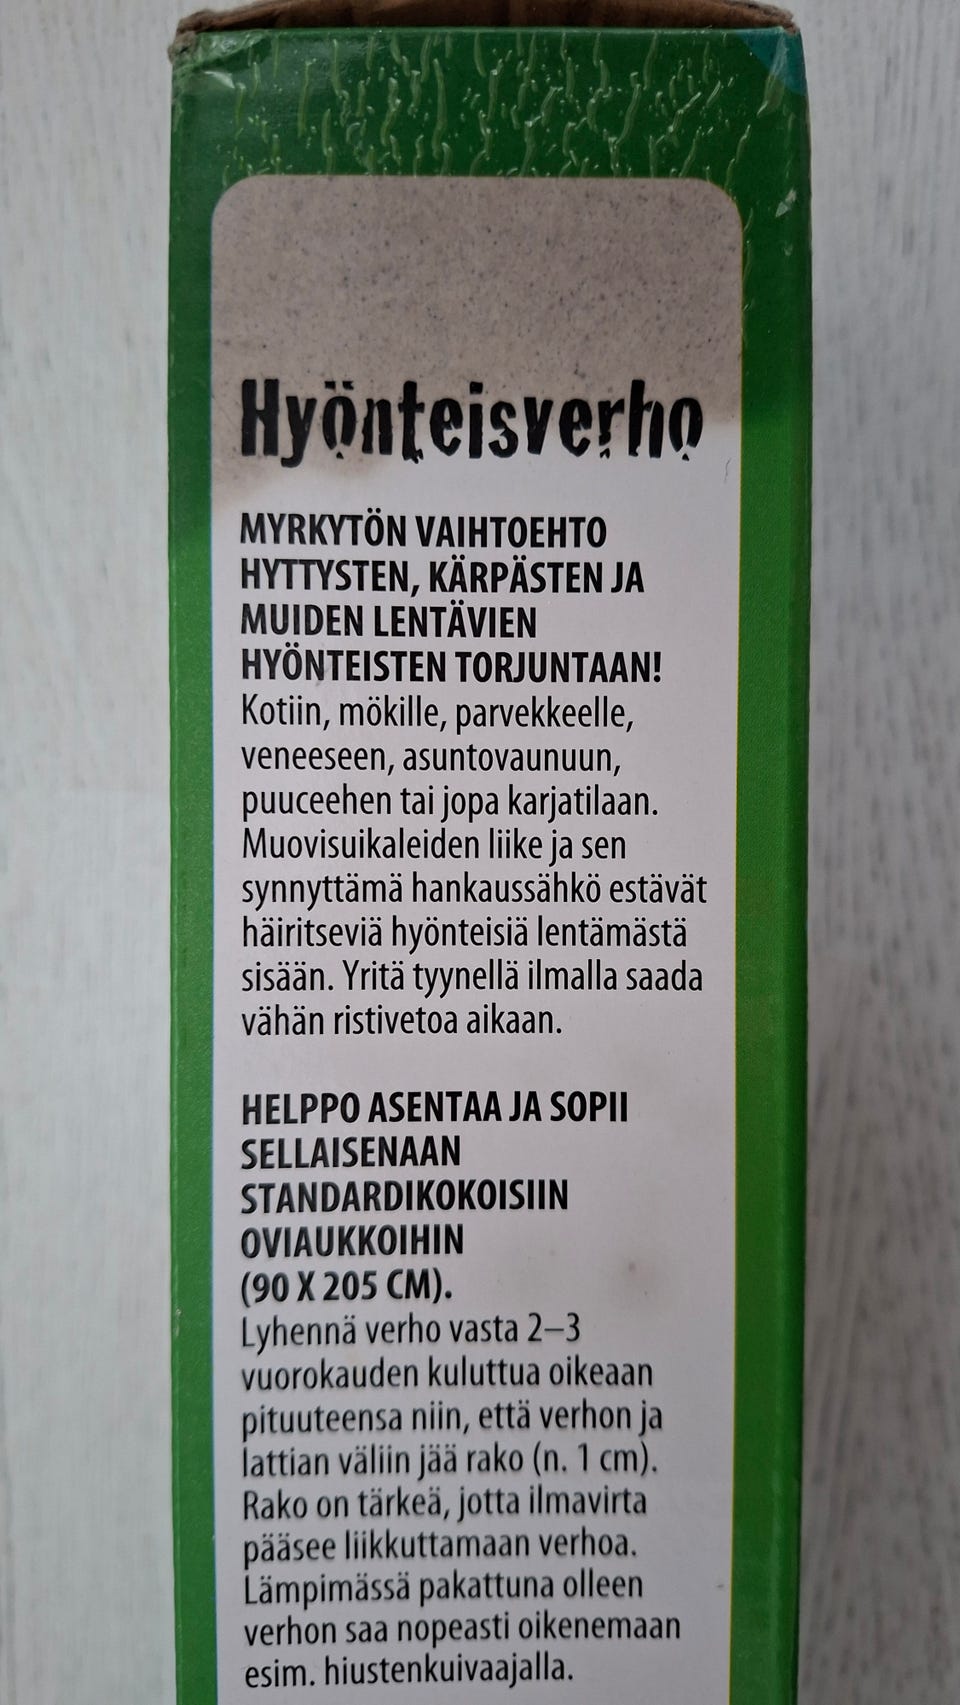 Hyönteisverho
MYRKYTÖN VAIHTOEHTO
HYTTYSTEN, KÄRPÄSTEN JA
MUIDEN LENTÄVIEN
HYÖNTEISTEN TORJUNTAAN!
Kotiin, mökille, parvekkeelle,
veneeseen, asuntovaunuun,
puuceehen tai jopa karjatilaan.
Muovisuikaleiden liike ja sen
synnyttämä hankaussähkö estävät
häiritseviä hyönteisiä lentämästä
sisään. Yritä tyynellä ilmalla saada
vähän ristivetoa aikaan.
HELPPO ASENTAA JA SOPII
SELLAISENAAN
STANDARDIKOKOISIIN
OVIAUKKOIHIN
(90 X 205 CM).
Lyhennä verho vasta 2–3
vuorokauden kuluttua oikeaan
pituuteensa niin, että verhon ja
lattian väliin jää rako (n. 1 cm).
Rako on tärkeä, jotta ilmavirta
pääsee liikkuttamaan verhoa.
Lämpimässä pakattuna olleen
verhon saa nopeasti oikenemaan
esim. hiustenkuivaajalla.